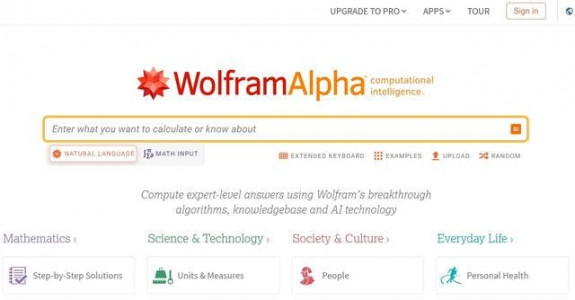 UPGRADE TO PRO APPS TOUR Sign in
WolframAlpha computational intelligence.
Enter what you want to calculate or know about
NATURAL LANGUAGE MATH INPUT EXTENDED KEYBOARD EXAMPLES UPLOAD RANDOM
Compute expert-level answers using Wolfram's breakthrough
algorithms, knowledgebase and AI technology
Mathematics › Science & Technology › Society & Culture › Everyday Life ›
Step-by-Step Solutions Units & Measures People Personal Health